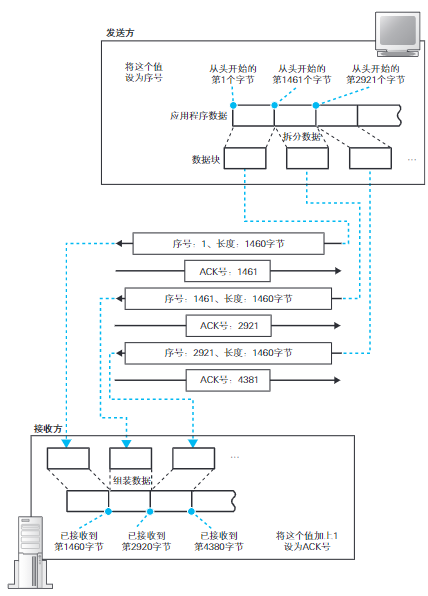 发送方
将这个值
设为序号
从头开始的
第1个字节
从头开始的
第1461个字节
从头开始的
第2921个字节
应用程序数据
拆分数据
数据块
...
序号：1、长度：1460字节
ACK号：1461
序号：1461、长度：1460字节
ACK号：2921
序号：2921、长度：1460字节
ACK号：4381
接收方
...
组装数据
已接收到
第1460字节
已接收到
第2920字节
已接收到
第4380字节
将这个值加上1
设为ACK号